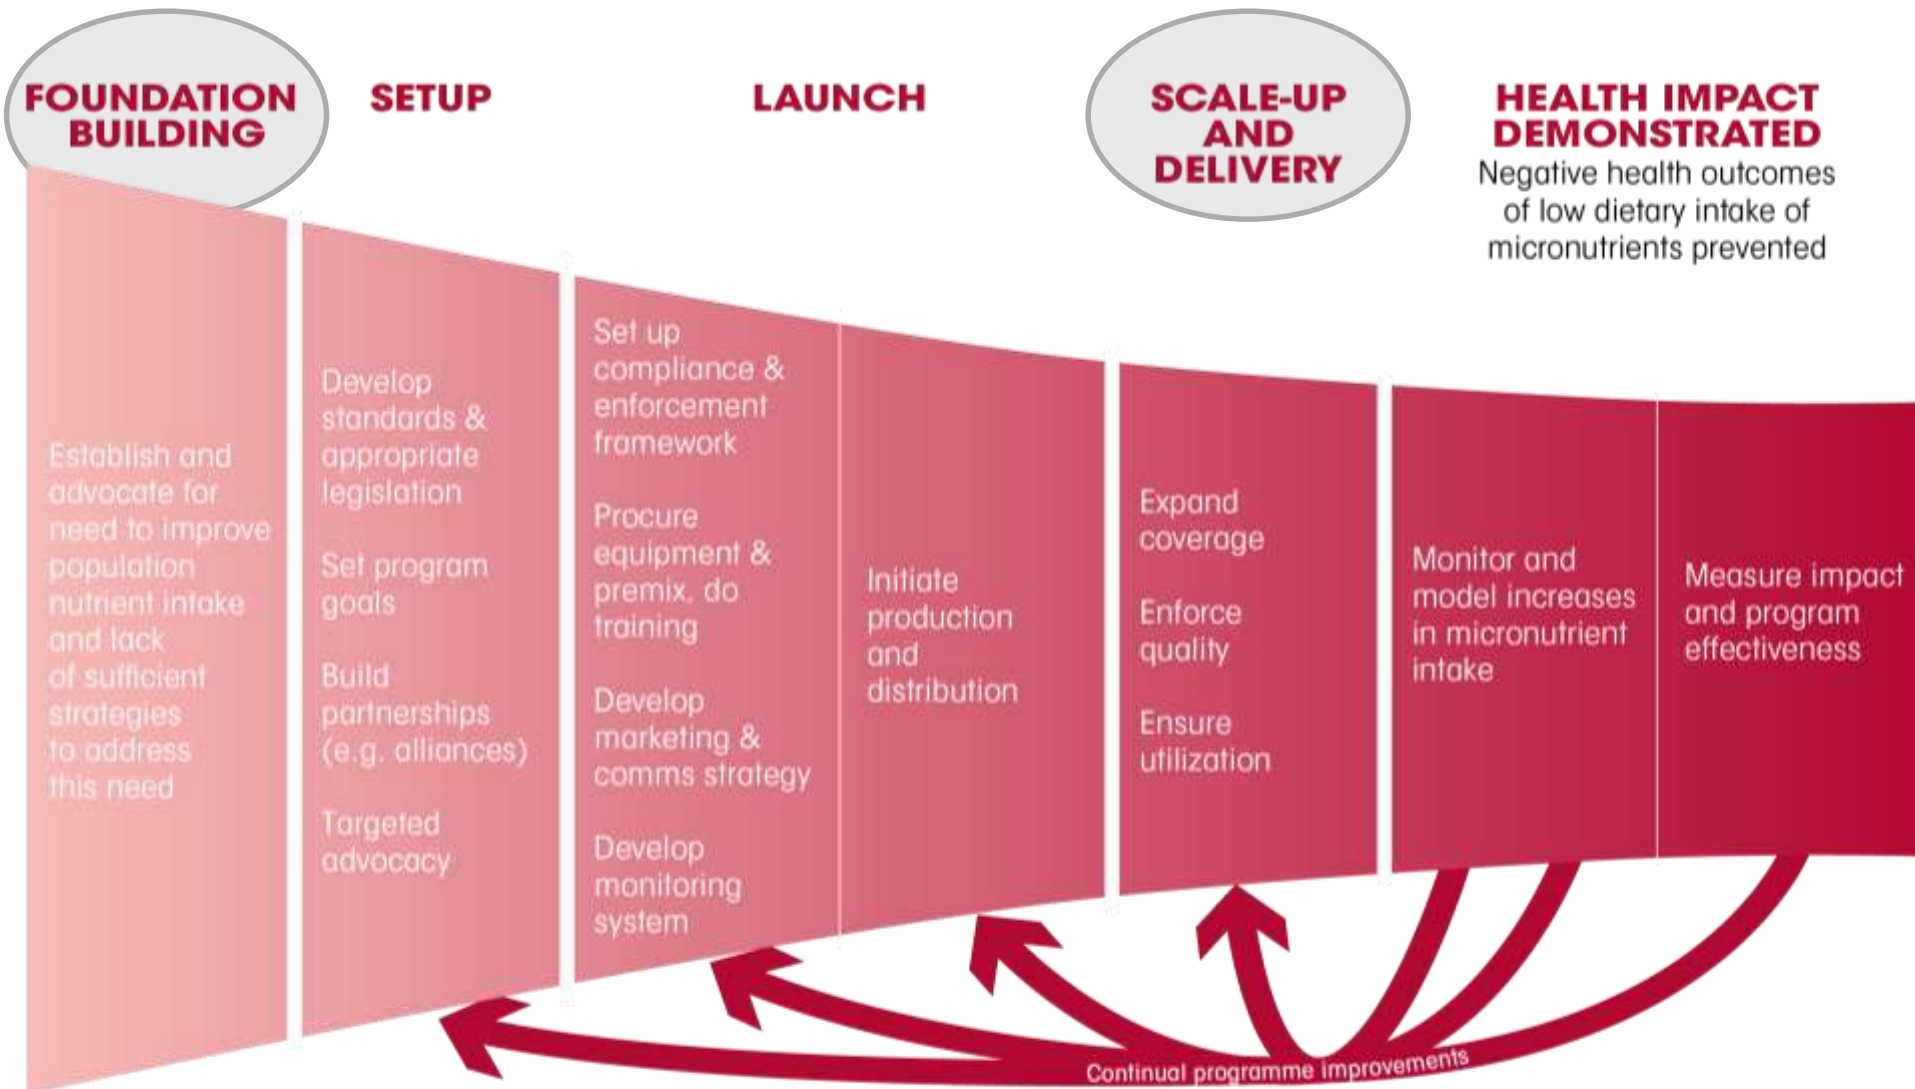 FOUNDATION
BUILDING
SETUP
LAUNCH
SCALE-UP
AND
DELIVERY
HEALTH IMPACT
DEMONSTRATED
Negative health outcomes
of low dietary intake of
micronutrients prevented
Establish and
advocate for
need to improve
population
nutrient intake
and lack
of sufficient
strategies
to address
this need
Develop
standards &
appropriate
legislation
Set program
goals
Build
partnerships
(e.g. alliances)
Targeted
advocacy
Set up
compliance &
enforcement
framework
Procure
equipment &
premix, do
training
Develop
marketing &
comms strategy
Develop
monitoring
system
Initiate
production
and
distribution
Expand
coverage
Enforce
quality
Ensure
utilization
Monitor and
model increases
in micronutrient
intake
Measure impact
and program
effectiveness
Continual programme improvements